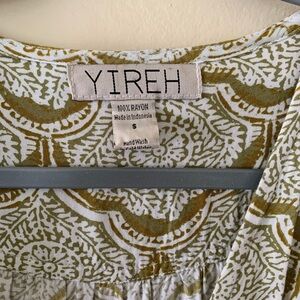 YIREH
100% RAYON
Made in Indonesia
S
Hand Wash